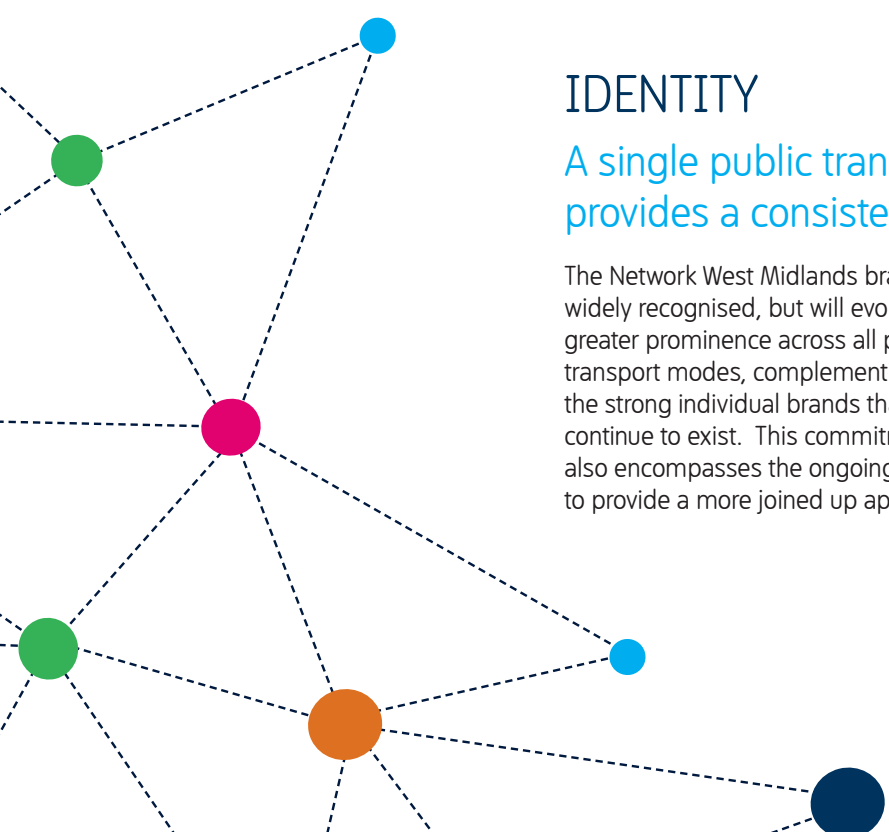 IDENTITY
A single public tran
provides a consiste
The Network West Midlands bra
widely recognised, but will evo
greater prominence across all p
transport modes, complement
the strong individual brands tha
continue to exist.  This commitm
also encompasses the ongoing
to provide a more joined up ap